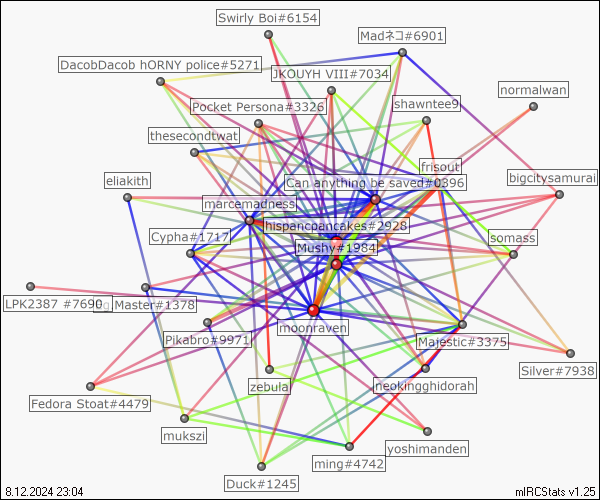 Swirly Boi#6154
Madネコ#6901
DacobDacob hORNY police#5271
JKOUYH VIII#7034
normalwan
Pocket Persona#3326
shawntee9
thesecondtwat
frisout
eliakith
Can anything be saved#0396
bigcitysamurai
marcemadness
hispanicpancakes#2928
Cypha#1717
Mushy#1984
somass
LPK2387 #7690
Master#1378
moonraven
Pikabro#9971
Majestic#3375
Silver#7938
zebula
neokingghidorah
Fedora Stoat#4479
mukszi
yoshimanden
ming#4742
Duck#1245
8.12.2024 23:04
mIRCStats v1.25